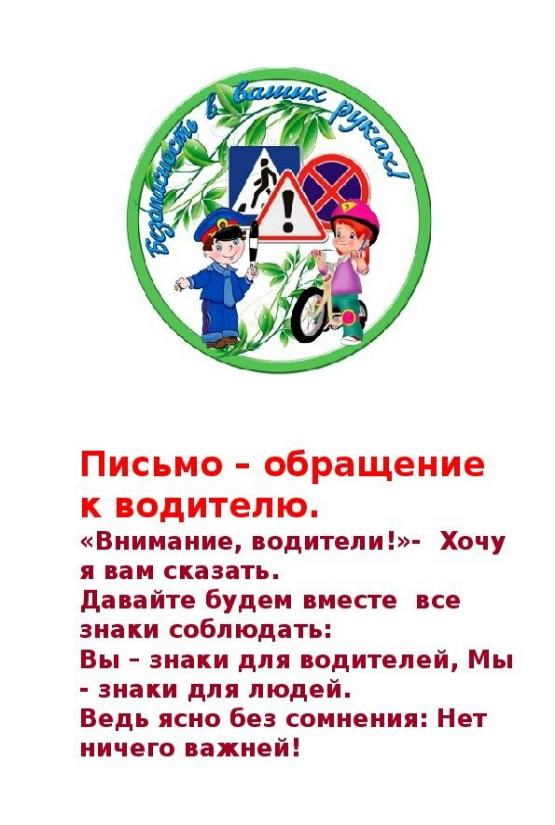 Безопасность в ваших руках!
Письмо – обращение
к водителю.
«Внимание, водители!»-  Хочу
я вам сказать.
Давайте будем вместе  все
знаки соблюдать:
Вы – знаки для водителей, Мы
- знаки для людей.
Ведь ясно без сомнения: Нет
ничего важней!